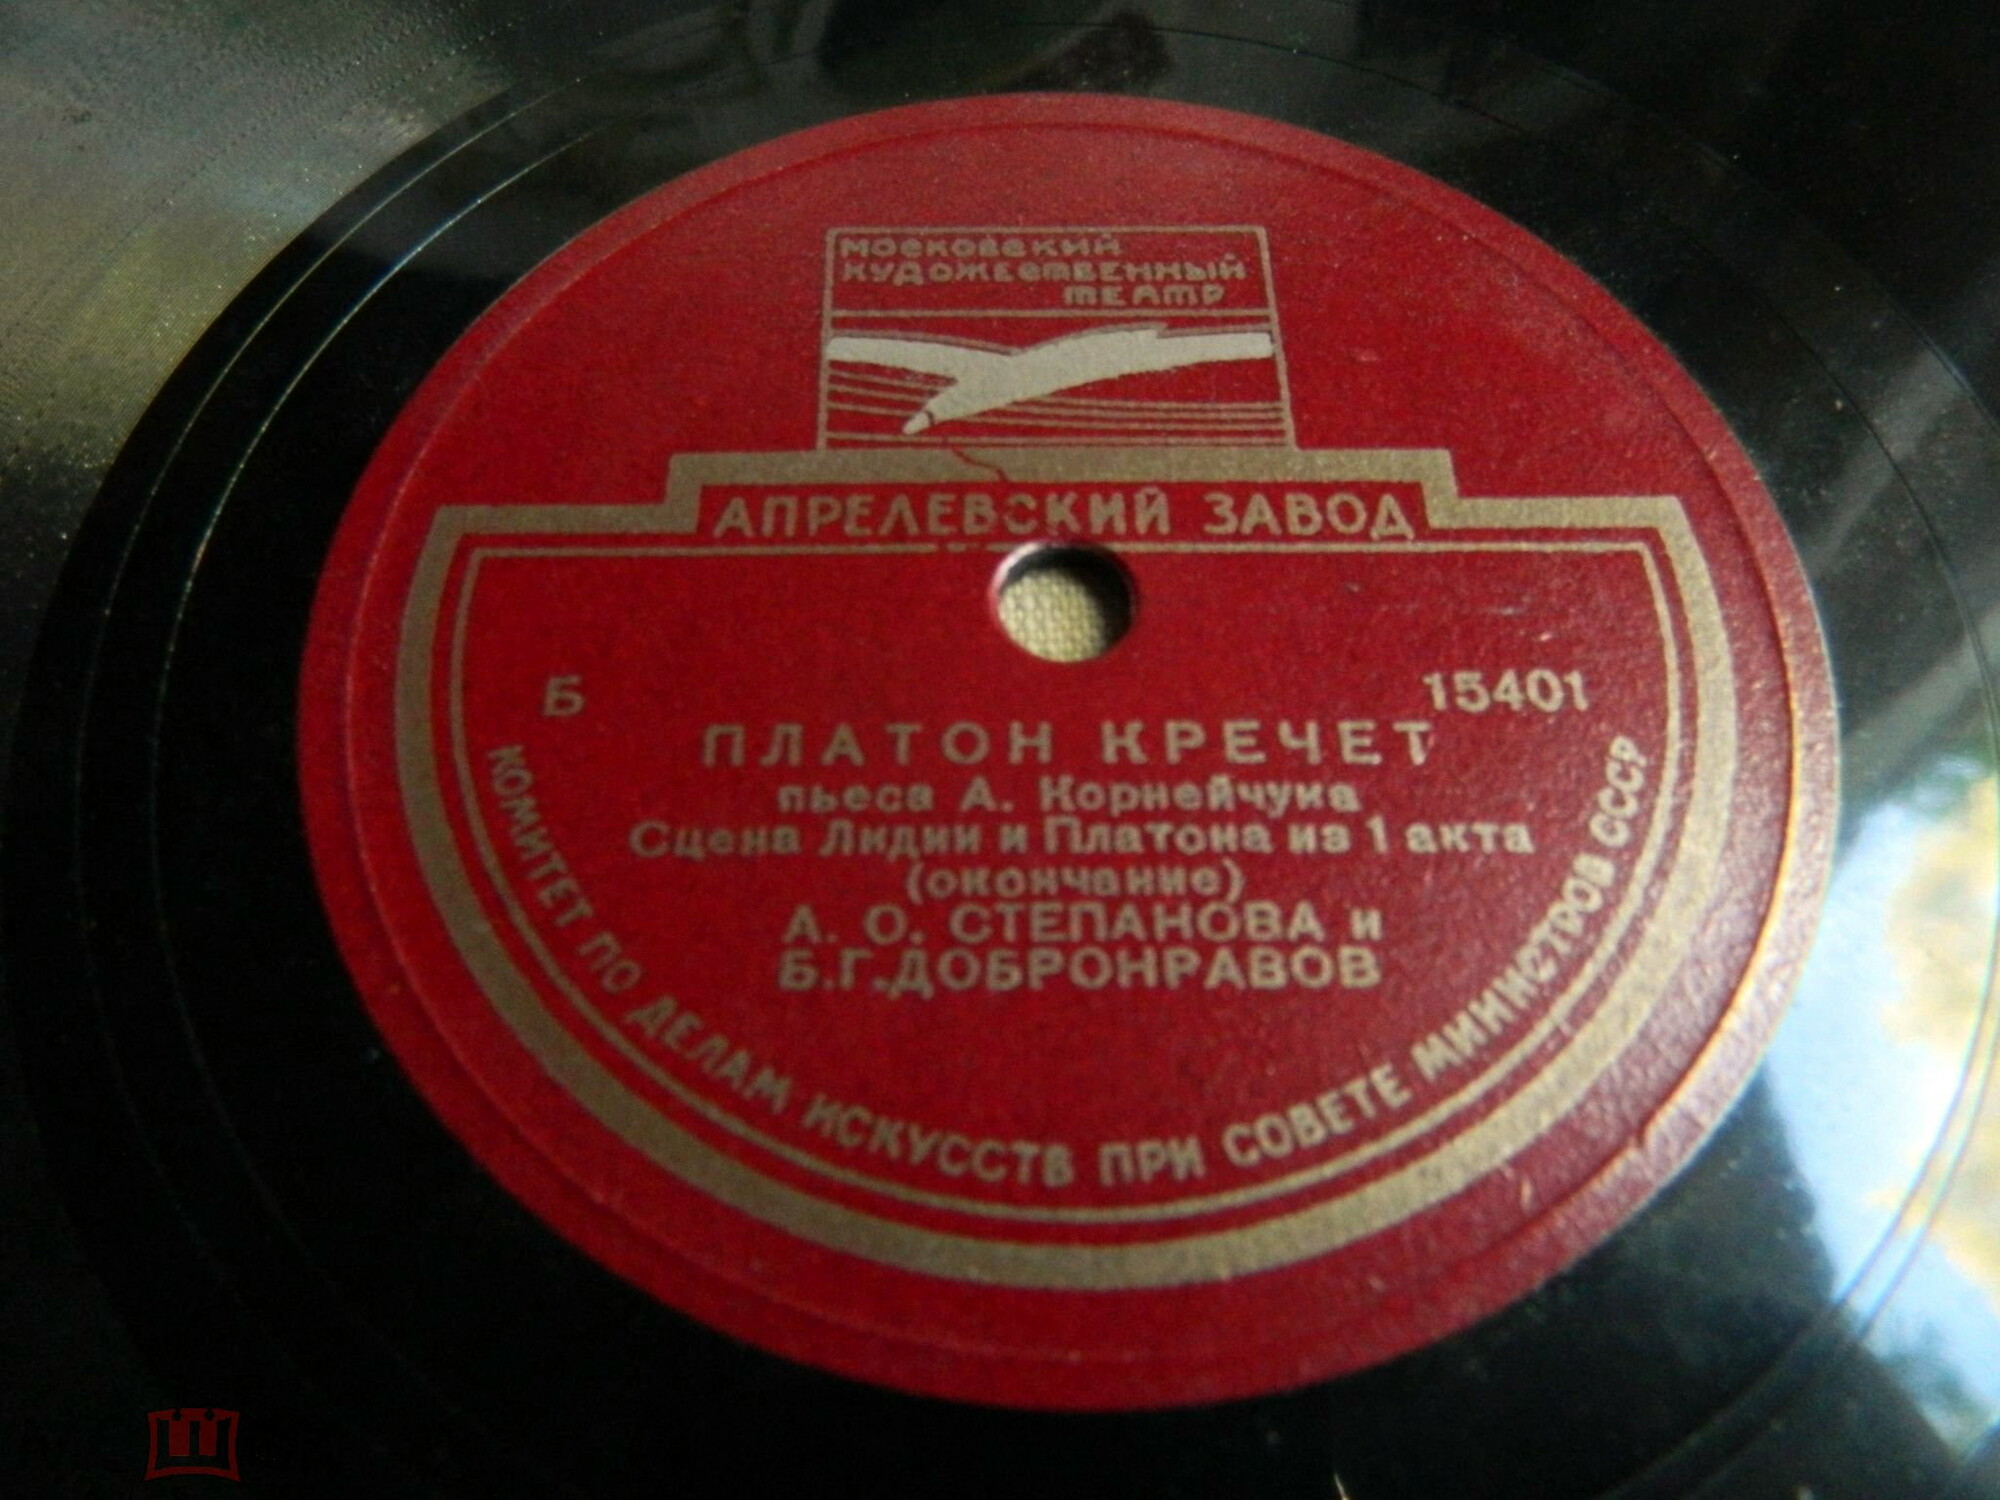 МОСКОВСКИЙ
ХУДОЖЕСТВЕННЫЙ
ТЕАТР
АПРЕЛЕВСКИЙ ЗАВОД
Б 15401
ПЛАТОН КРЕЧЕТ
пьеса А. Корнейчука
Сцена Лидии и Платона из 1 акта
(окончание)
А. О. СТЕПАНОВА и
Б.Г.ДОБРОНРАВОВ
КОМИТЕТ ПО ДЕЛАМ ИСКУССТВ ПРИ СОВЕТЕ МИНИСТРОВ СССР